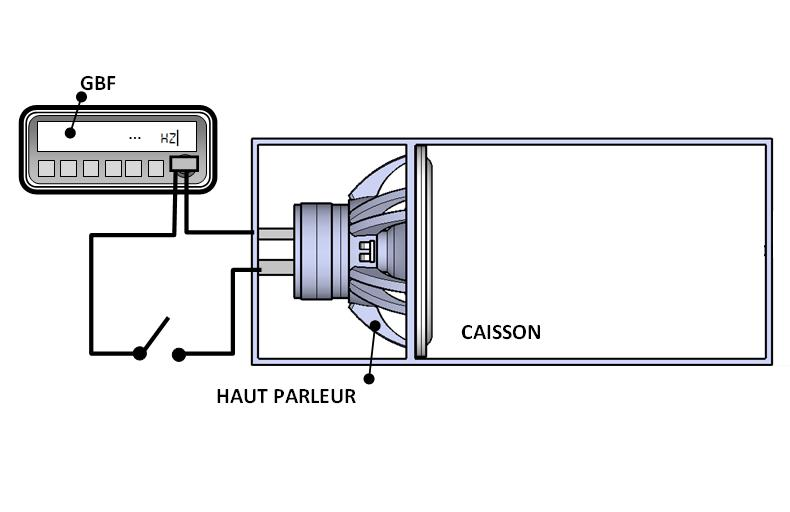 GBF
... HZ
CAISSON
HAUT PARLEUR